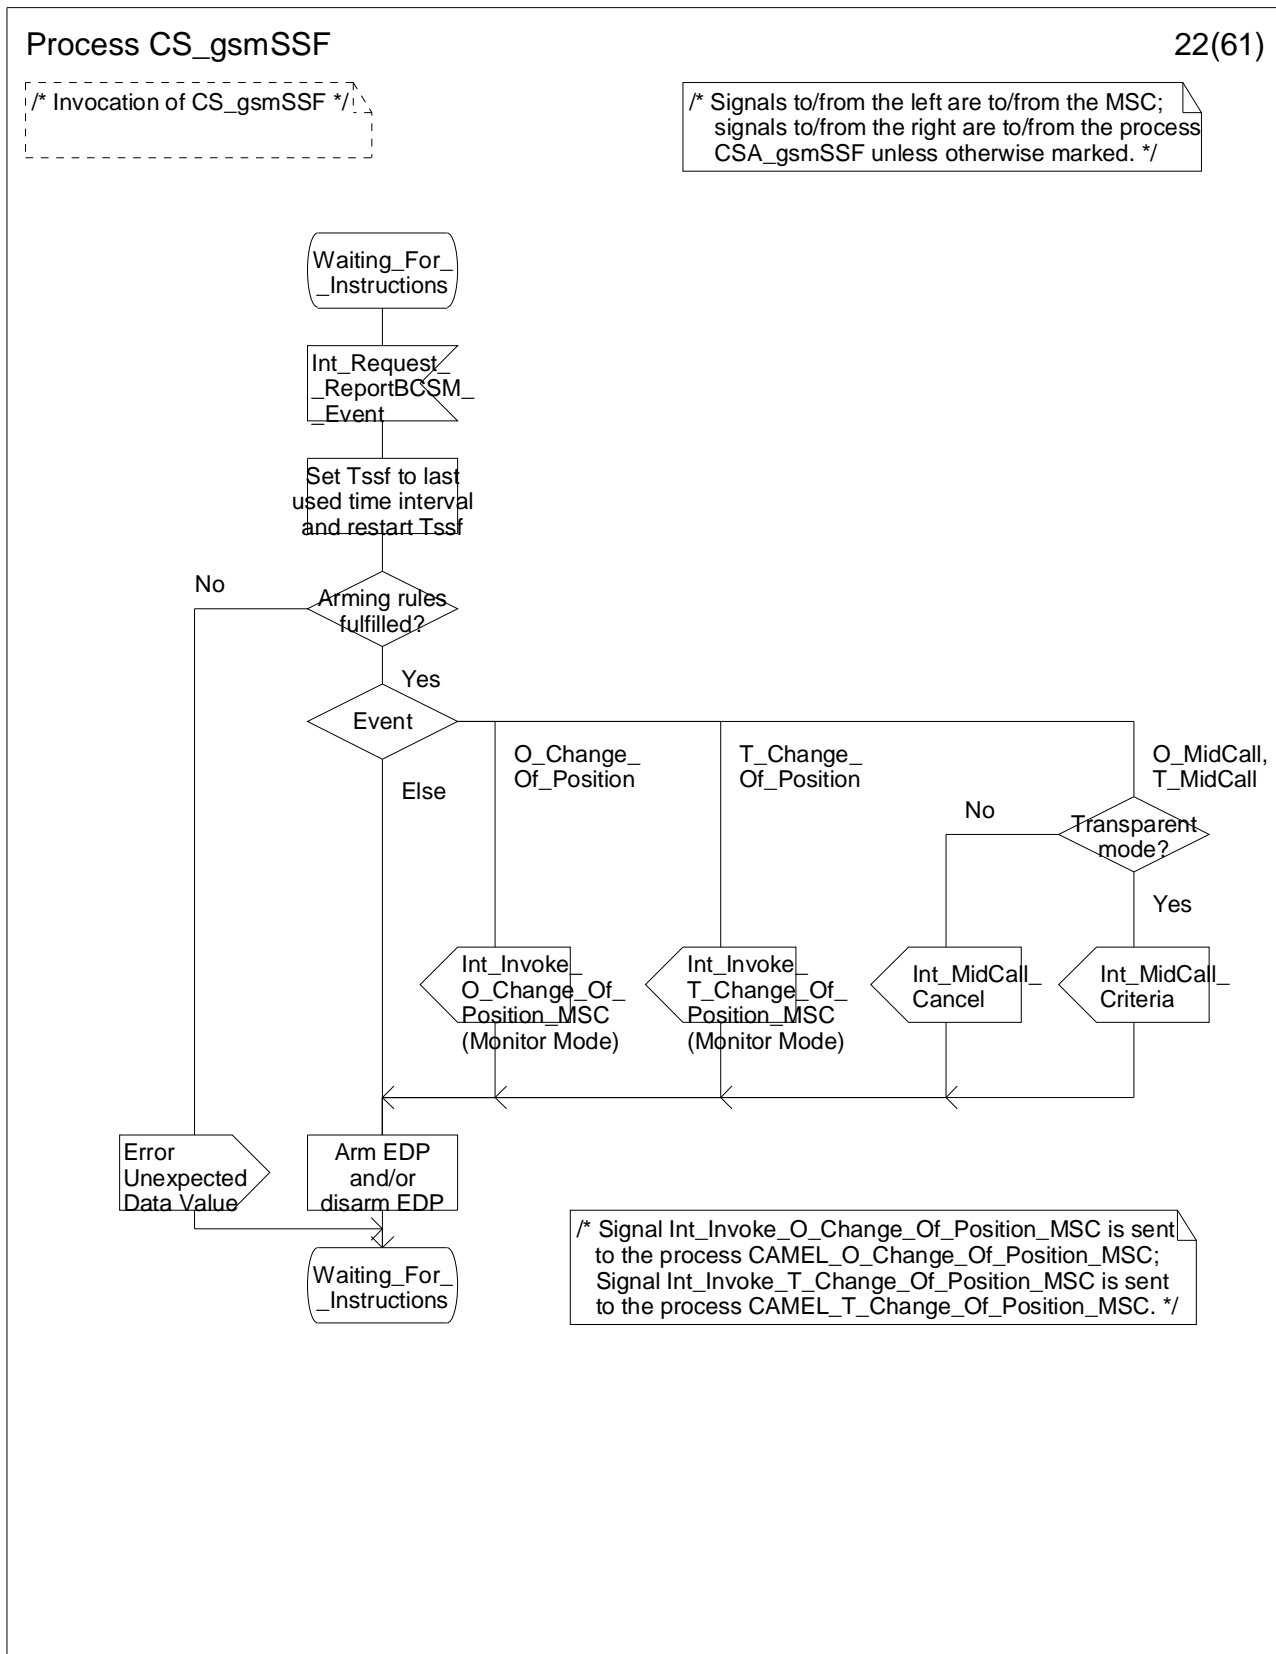 Process CS_gsmSSF
22(61)
/* Invocation of CS_gsmSSF */
/* Signals to/from the left are to/from the MSC;
signals to/from the right are to/from the process
CSA_gsmSSF unless otherwise marked. */
Waiting_For_
_Instructions
Int_Request_
_ReportBCSM_
_Event
Set Tssf to last
used time interval
and restart Tssf
No
Arming rules
fulfilled?
Yes
Event
Else
O_Change_
Of_Position
T_Change_
Of_Position
O_MidCall,
T_MidCall
No
Transparent
mode?
Yes
Int_Invoke_
O_Change_Of_
Position_MSC
(Monitor Mode)
Int_Invoke_
T_Change_Of_
Position_MSC
(Monitor Mode)
Int_MidCall_
Cancel
Int_MidCall_
Criteria
Error
Unexpected
Data Value
Arm EDP
and/or
disarm EDP
Waiting_For_
_Instructions
/* Signal Int_Invoke_O_Change_Of_Position_MSC is sent
to the process CAMEL_O_Change_Of_Position_MSC;
Signal Int_Invoke_T_Change_Of_Position_MSC is sent
to the process CAMEL_T_Change_Of_Position_MSC. */